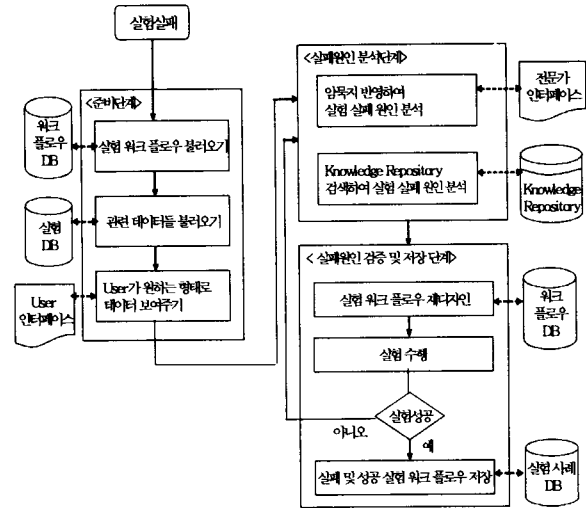 실험실패
<준비단계>
워크
플로우
DB
실험 워크 플로우 불러오기
실험
DB
관련 데이터들 불러오기
User
인터페이스
User가 원하는 형태로
데이터 보여주기
<실패원인 분석단계>
암묵지 반영하여
실험 실패 원인 분석
전문가
인터페이스
Knowledge Repository
검색하여 실험 실패 원인 분석
Knowledge
Repository
< 실패원인 검증 및 저장 단계>
실험 워크 플로우 재디자인
워크
플로우
DB
실험 수행
실험성공
아니오
예
실패 및 성공 실험 워크 플로우 저장
실험 사례
DB